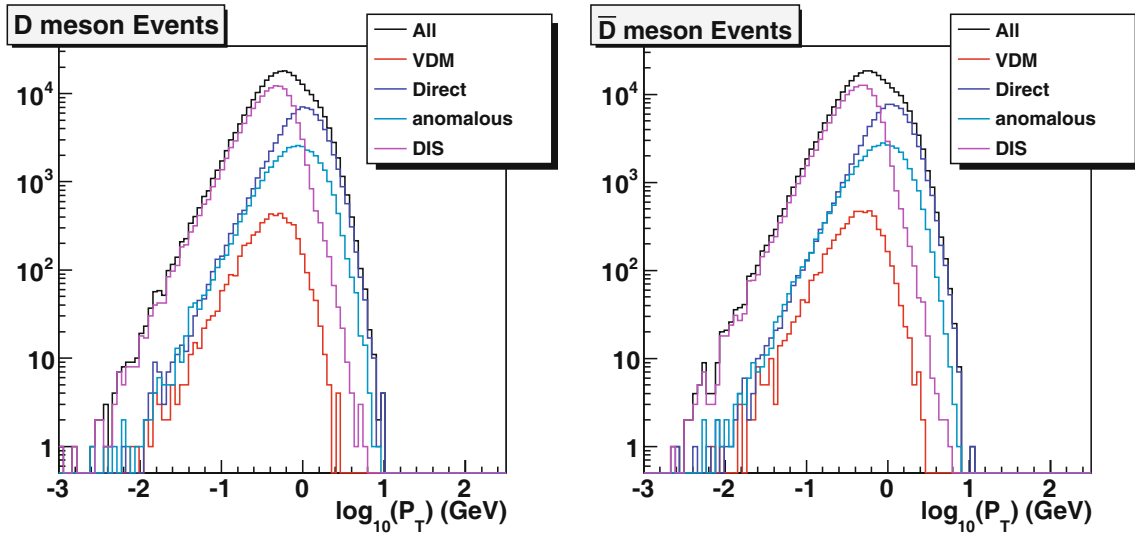 D meson Events
All
VDM
Direct
anomalous
DIS
10⁴
10³
10²
10
1
-3 -2 -1 0 1 2
log₁₀(P_T) (GeV)
D̅ meson Events
All
VDM
Direct
anomalous
DIS
10⁴
10³
10²
10
1
-3 -2 -1 0 1 2
log₁₀(P_T) (GeV)